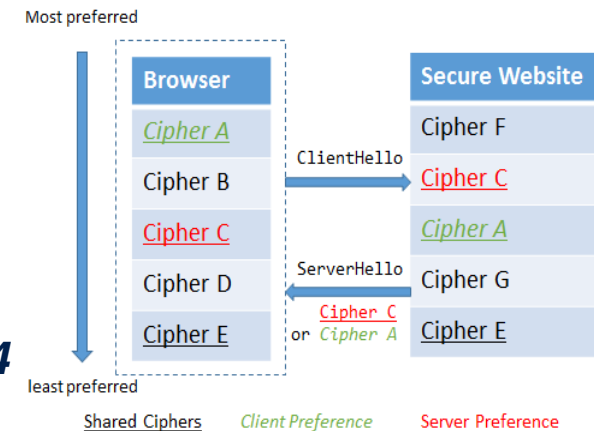 Most preferred
Browser
Cipher A
Cipher B
Cipher C
Cipher D
Cipher E
ClientHello
ServerHello
Cipher C
or Cipher A
Secure Website
Cipher F
Cipher C
Cipher A
Cipher G
Cipher E
4
least preferred
Shared Ciphers Client Preference Server Preference